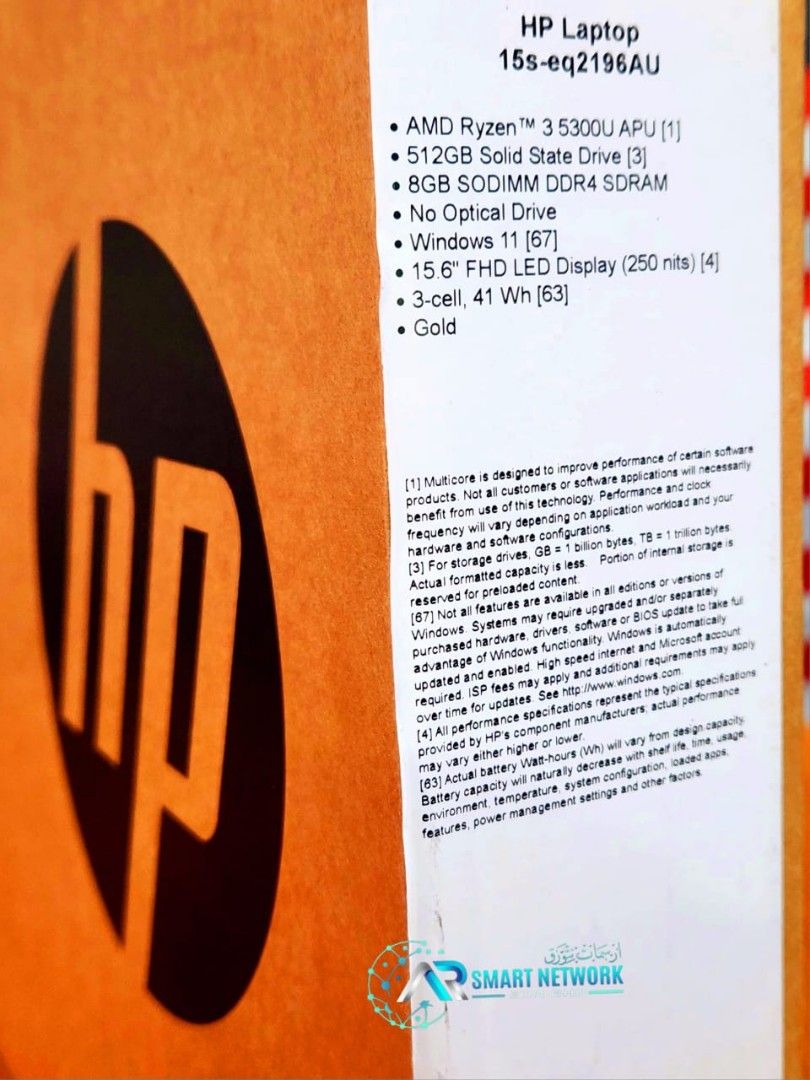 HP Laptop
15s-eq2196AU
• AMD Ryzen™ 3 5300U APU [1]
• 512GB Solid State Drive [3]
• 8GB SODIMM DDR4 SDRAM
• No Optical Drive
• Windows 11 [67]
• 15.6" FHD LED Display (250 nits) [4]
• 3-cell, 41 Wh [63]
• Gold
hp
[1] Multicore is designed to improve performance of certain software
products. Not all customers or software applications will necessarily
benefit from use of this technology. Performance and clock
frequency will vary depending on application workload and your
hardware and software configurations.
[3] For storage drives, GB = 1 billion bytes, TB = 1 trillion bytes.
Actual formatted capacity is less. Portion of internal storage is
reserved for preloaded content.
[67] Not all features are available in all editions or versions of
Windows. Systems may require upgraded and/or separately
purchased hardware, drivers, software or BIOS update to take full
advantage of Windows functionality. Windows is automatically
updated and enabled. High speed internet and Microsoft account
required. ISP fees may apply and additional requirements may apply
over time for updates. See http://www.windows.com.
[4] All performance specifications represent the typical specifications
provided by HP's component manufacturers; actual performance
may vary either higher or lower.
[63] Actual battery Watt-hours (Wh) will vary from design capacity.
Battery capacity will naturally decrease with shelf life, time, usage,
environment, temperature, system configuration, loaded apps,
features, power management settings and other factors.
AR SMART NETWORK